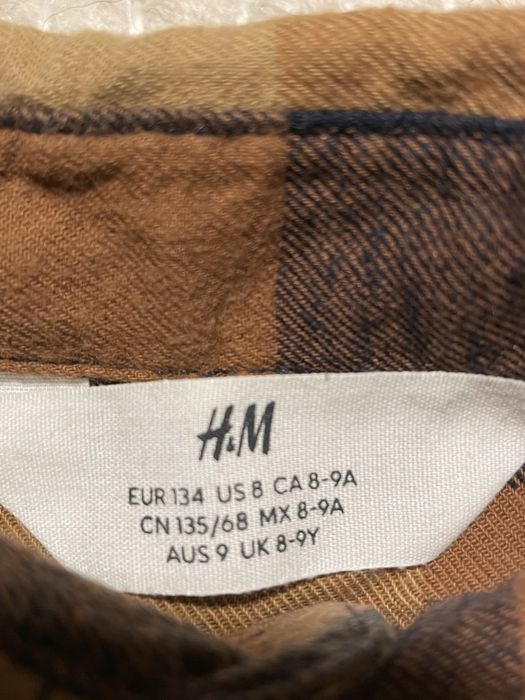 H&M
EUR 134 US 8 CA 8-9A
CN 135/68 MX 8-9A
AUS 9 UK 8-9Y